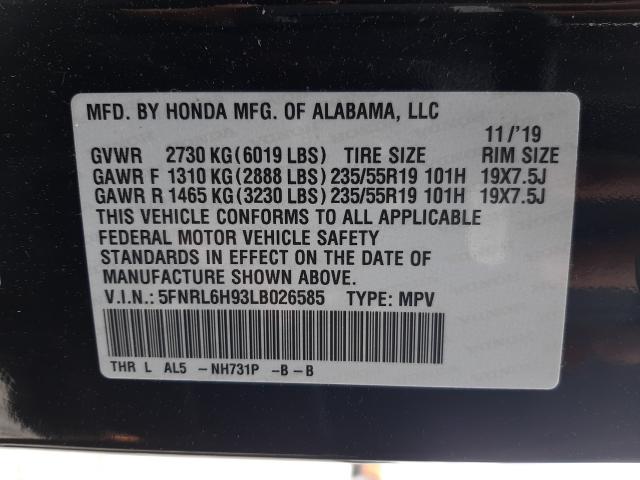 MFD. BY HONDA MFG. OF ALABAMA, LLC
11/'19
GVWR 2730 KG(6019 LBS) TIRE SIZE RIM SIZE
GAWR F 1310 KG(2888 LBS) 235/55R19 101H 19X7.5J
GAWR R 1465 KG(3230 LBS) 235/55R19 101H 19X7.5J
THIS VEHICLE CONFORMS TO ALL APPLICABLE
FEDERAL MOTOR VEHICLE SAFETY
STANDARDS IN EFFECT ON THE DATE OF
MANUFACTURE SHOWN ABOVE.
V.I.N.: 5FNRL6H93LB026585 TYPE: MPV
THR L AL5 -NH731P -B-B